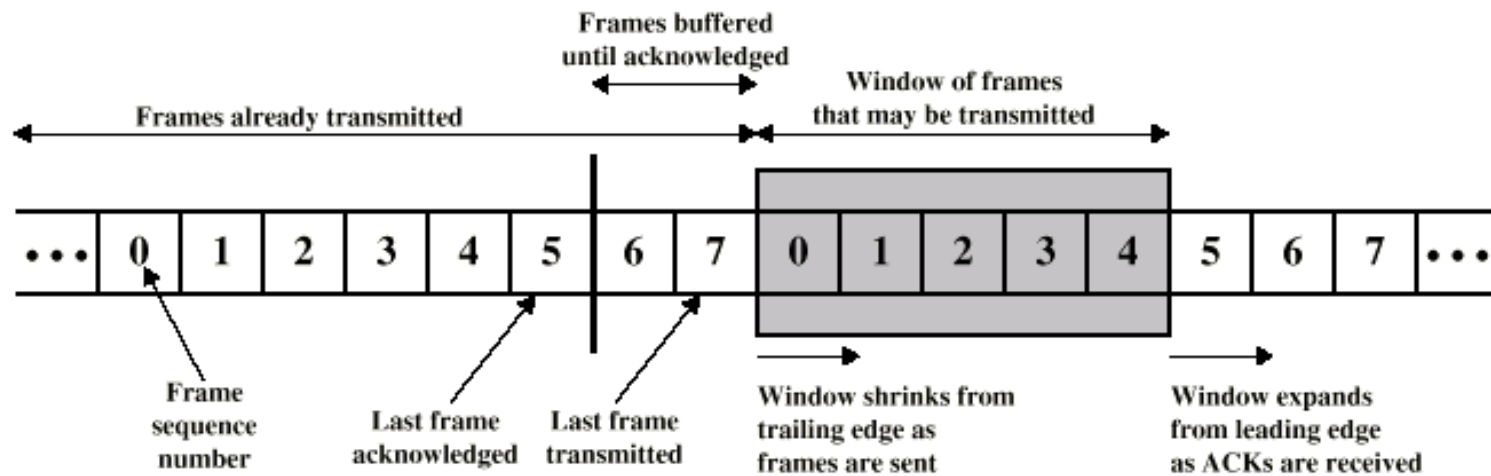 Frames buffered
until acknowledged
Window of frames
that may be transmitted
Frames already transmitted
••• 0 1 2 3 4 5 6 7 0 1 2 3 4 5 6 7 •••
Frame
sequence
number
Last frame
acknowledged
Last frame
transmitted
Window shrinks from
trailing edge as
frames are sent
Window expands
from leading edge
as ACKs are received